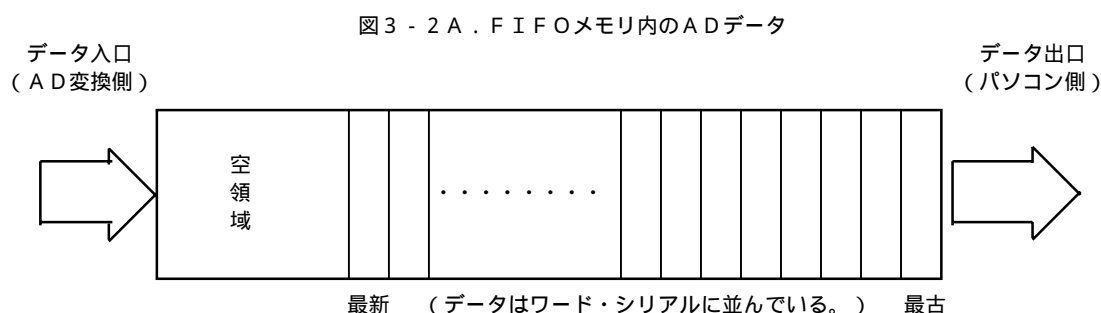 図3-2A.FIFOメモリ内のADデータ
データ入口
(AD変換側)
データ出口
(パソコン側)
空
領
域
・・・・・・・・
最新 (データはワード・シリアルに並んでいる。) 最古